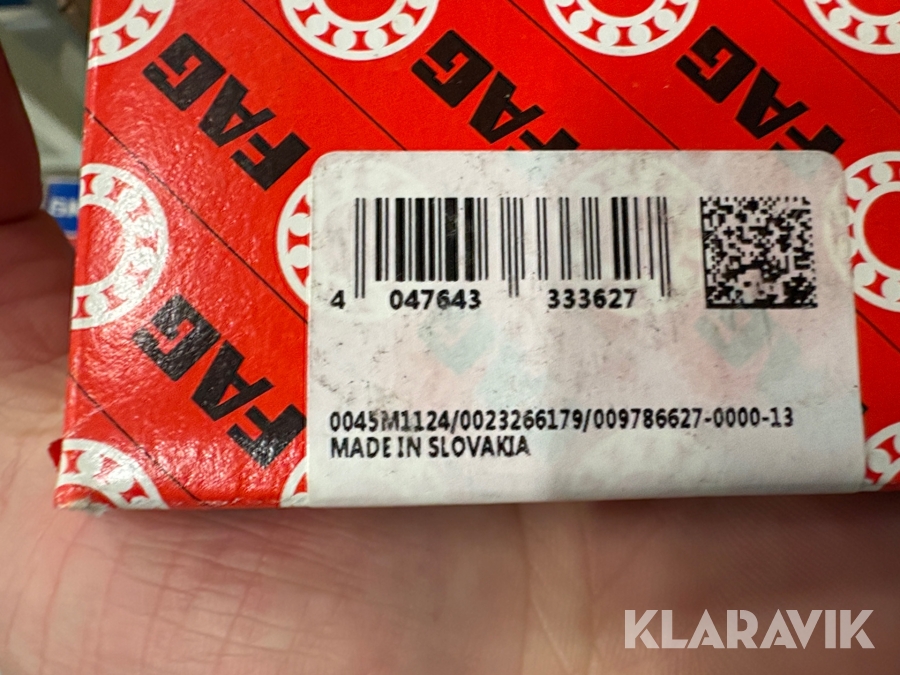 FAG FAG FAG
FAG
4 047643 333627
0045M1124/0023266179/009786627-0000-13
MADE IN SLOVAKIA
KLARAVIK